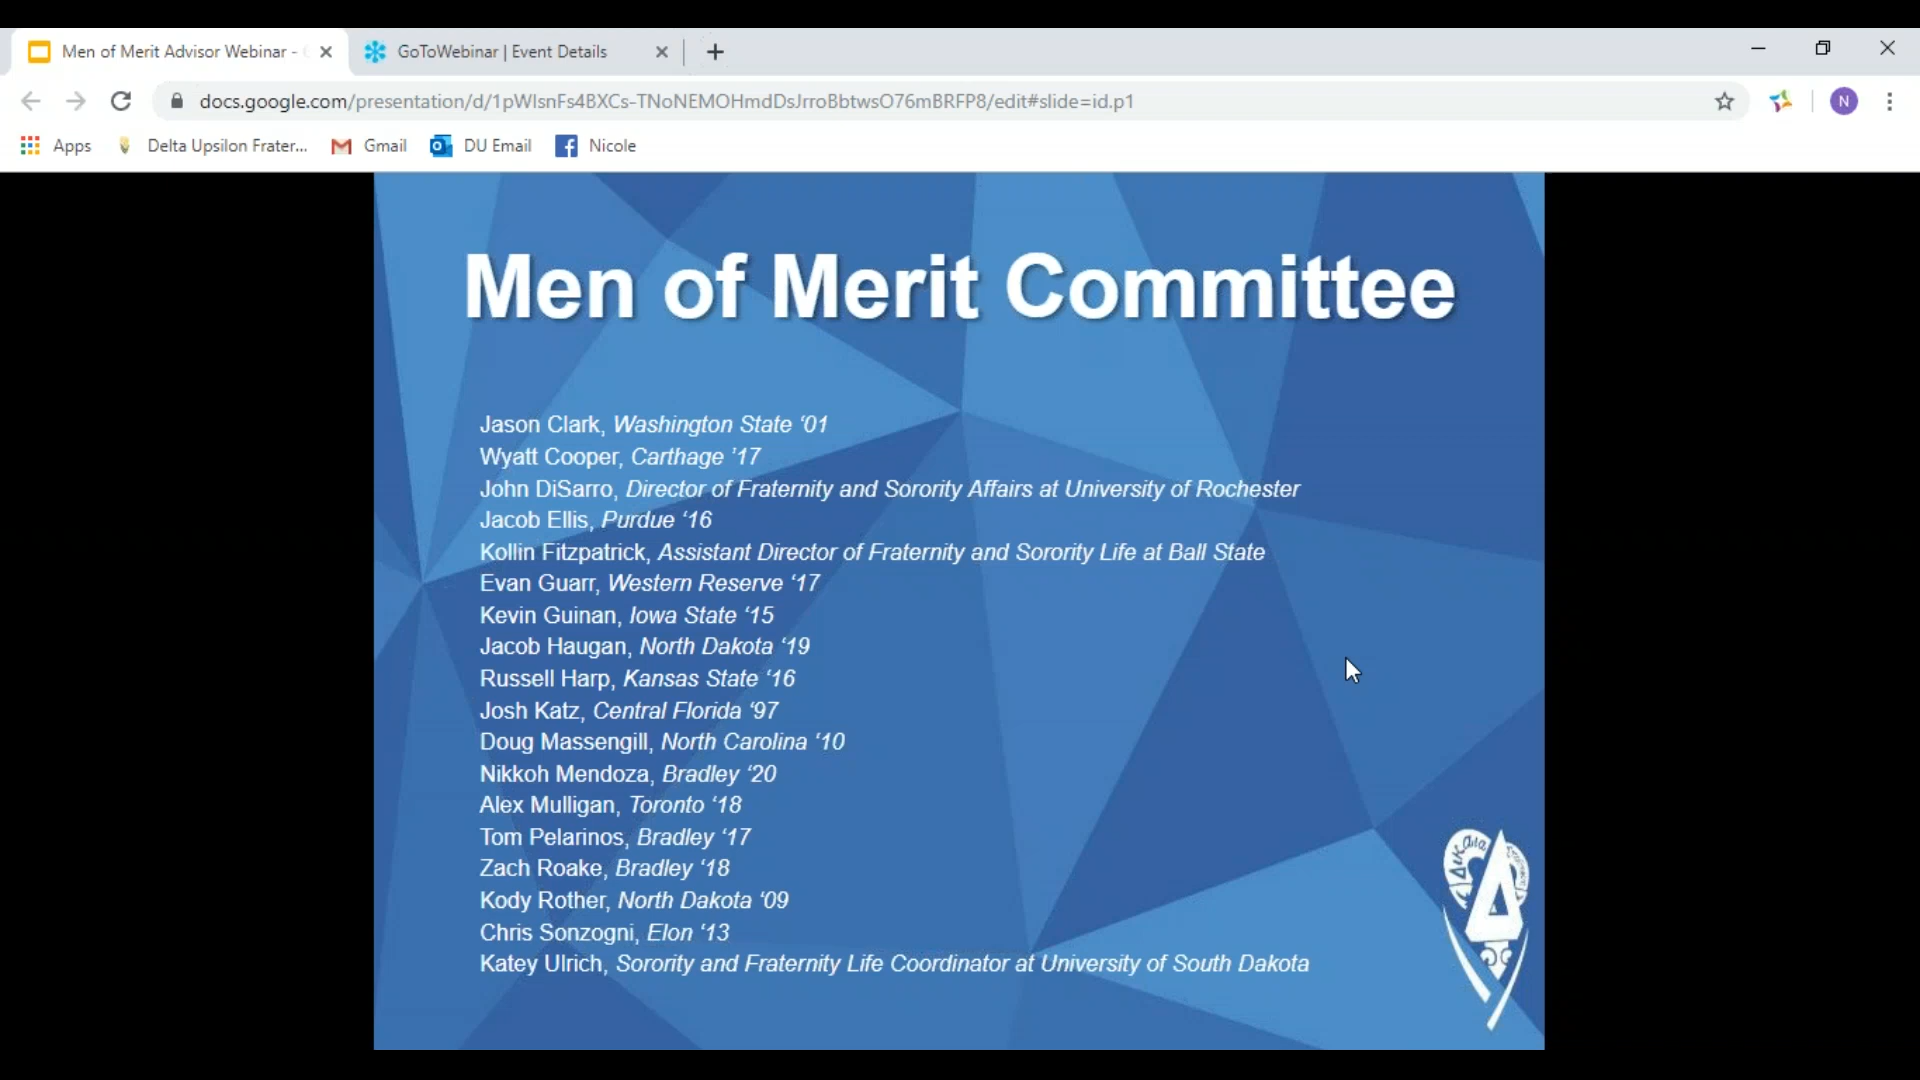 Men of Merit Advisor Webinar -
GoToWebinar | Event Details
docs.google.com/presentation/d/1pWIsnFs4BXCs-TNoNEMOHmdDsJrroBbtwsO76mBRFP8/edit#slide=id.p1
N
Apps
Delta Upsilon Frater...
Gmail
DU Email
Nicole
Men of Merit Committee
Jason Clark, Washington State ‘01
Wyatt Cooper, Carthage ’17
John DiSarro, Director of Fraternity and Sorority Affairs at University of Rochester
Jacob Ellis, Purdue ‘16
Kollin Fitzpatrick, Assistant Director of Fraternity and Sorority Life at Ball State
Evan Guarr, Western Reserve ‘17
Kevin Guinan, Iowa State ‘15
Jacob Haugan, North Dakota ‘19
Russell Harp, Kansas State ‘16
Josh Katz, Central Florida ‘97
Doug Massengill, North Carolina ‘10
Nikkoh Mendoza, Bradley ‘20
Alex Mulligan, Toronto ‘18
Tom Pelarinos, Bradley ‘17
Zach Roake, Bradley ‘18
Kody Rother, North Dakota ‘09
Chris Sonzogni, Elon ‘13
Katey Ulrich, Sorority and Fraternity Life Coordinator at University of South Dakota
Δικαια